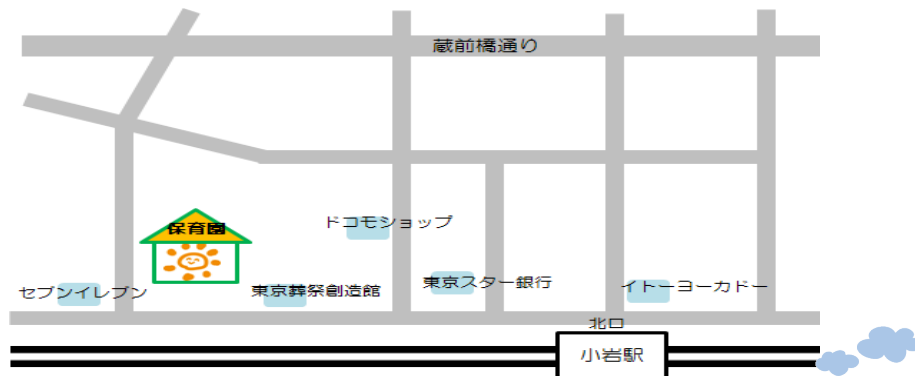 蔵前橋通り
ドコモショップ
保育園
セブンイレブン
東京葬祭創造館
東京スター銀行
イトーヨーカドー
北口
小岩駅